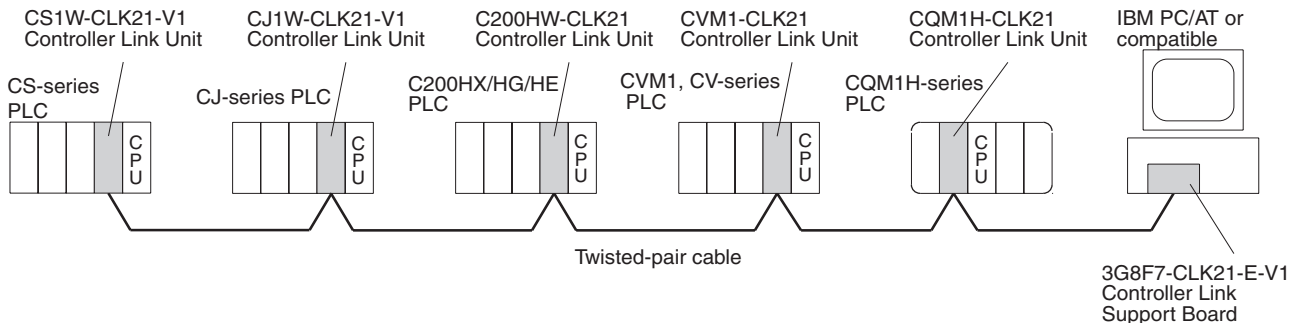 CS1W-CLK21-V1
Controller Link Unit
CJ1W-CLK21-V1
Controller Link Unit
C200HW-CLK21
Controller Link Unit
CVM1-CLK21
Controller Link Unit
CQM1H-CLK21
Controller Link Unit
IBM PC/AT or
compatible
CS-series
PLC
CJ-series PLC
C200HX/HG/HE
PLC
CVM1, CV-series
PLC
CQM1H-series
PLC
CPU
CPU
CPU
CPU
CPU
Twisted-pair cable
3G8F7-CLK21-E-V1
Controller Link
Support Board